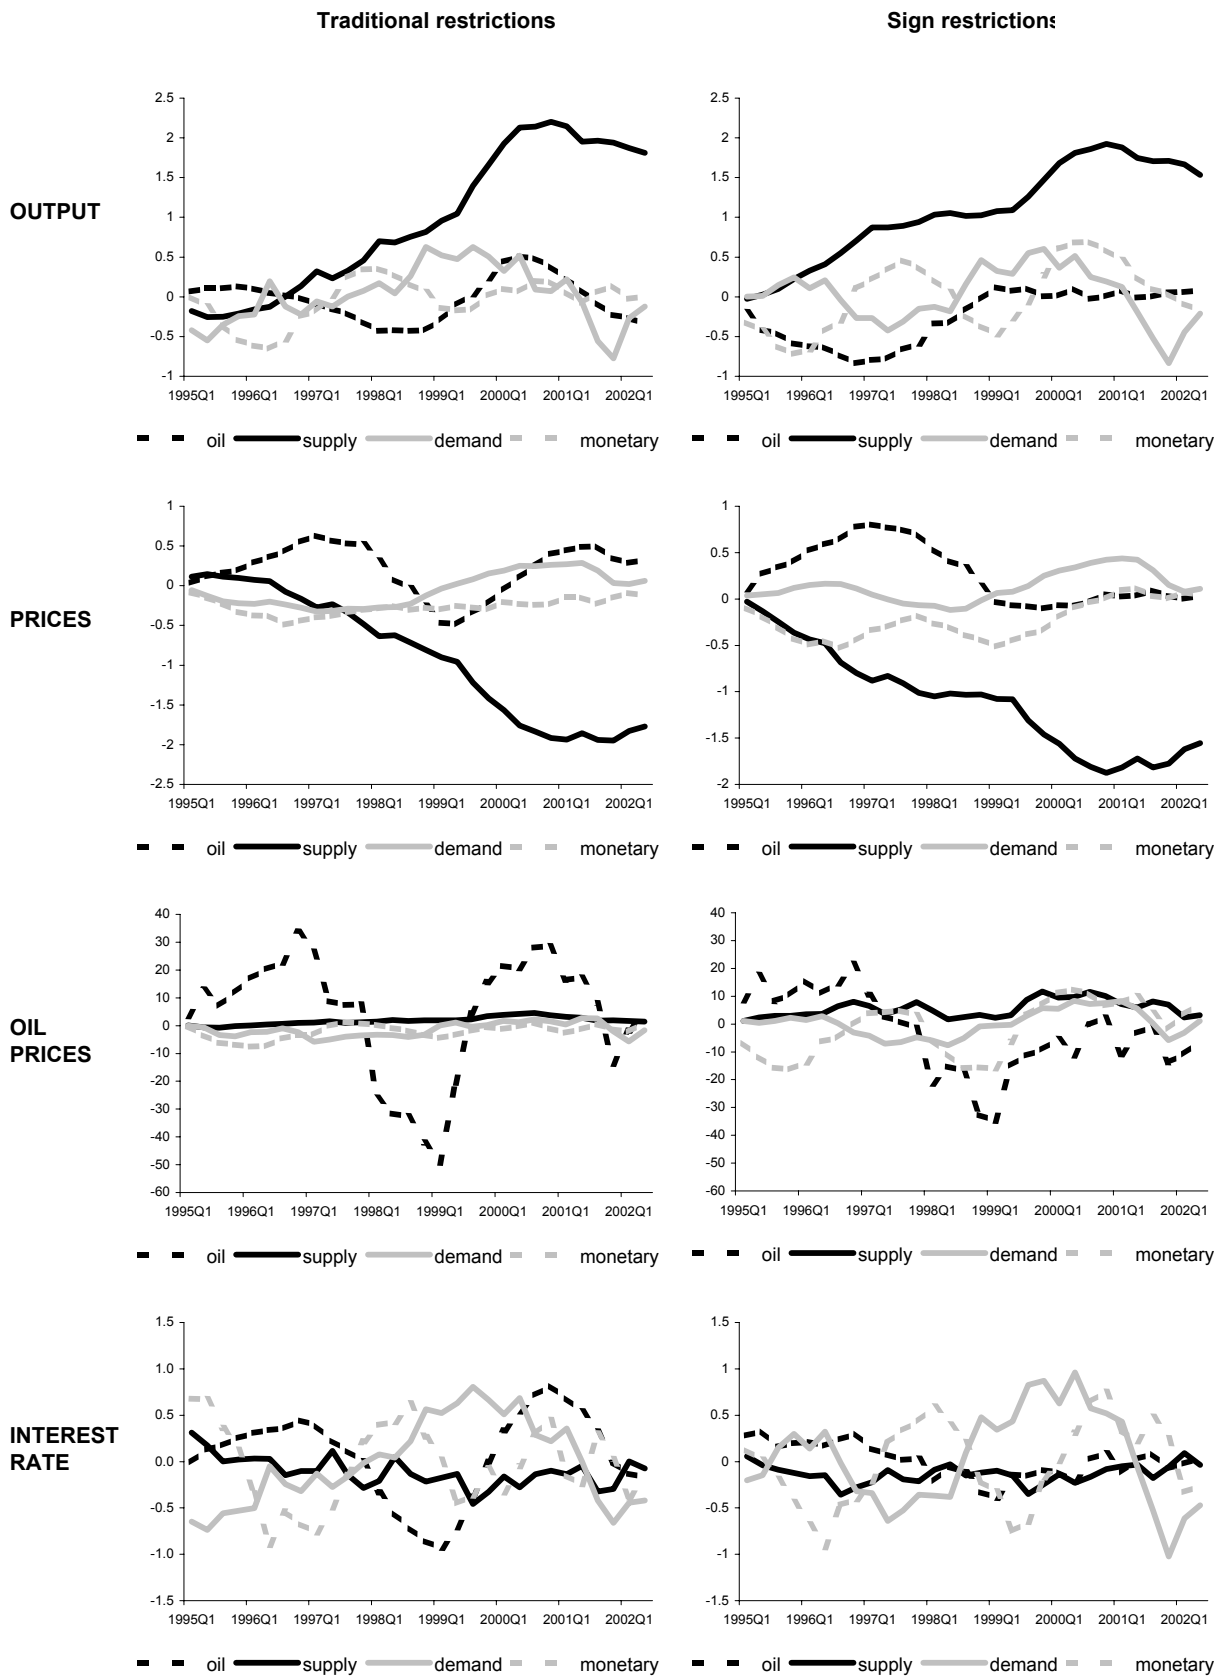 Traditional restrictions Sign restrictions
OUTPUT
2.5 2 1.5 1 0.5 0 -0.5 -1
1995Q1 1996Q1 1997Q1 1998Q1 1999Q1 2000Q1 2001Q1 2002Q1
oil supply demand monetary
2.5 2 1.5 1 0.5 0 -0.5 -1
1995Q1 1996Q1 1997Q1 1998Q1 1999Q1 2000Q1 2001Q1 2002Q1
oil supply demand monetary
PRICES
1 0.5 0 -0.5 -1 -1.5 -2 -2.5
1995Q1 1996Q1 1997Q1 1998Q1 1999Q1 2000Q1 2001Q1 2002Q1
oil supply demand monetary
1 0.5 0 -0.5 -1 -1.5 -2
1995Q1 1996Q1 1997Q1 1998Q1 1999Q1 2000Q1 2001Q1 2002Q1
oil supply demand monetary
OIL
PRICES
40 30 20 10 0 -10 -20 -30 -40 -50 -60
1995Q1 1996Q1 1997Q1 1998Q1 1999Q1 2000Q1 2001Q1 2002Q1
oil supply demand monetary
40 30 20 10 0 -10 -20 -30 -40 -50 -60
1995Q1 1996Q1 1997Q1 1998Q1 1999Q1 2000Q1 2001Q1 2002Q1
oil supply demand monetary
INTEREST
RATE
1.5 1.0 0.5 0.0 -0.5 -1.0 -1.5
1995Q1 1996Q1 1997Q1 1998Q1 1999Q1 2000Q1 2001Q1 2002Q1
oil supply demand monetary
1.5 1 0.5 0 -0.5 -1 -1.5
1995Q1 1996Q1 1997Q1 1998Q1 1999Q1 2000Q1 2001Q1 2002Q1
oil supply demand monetary